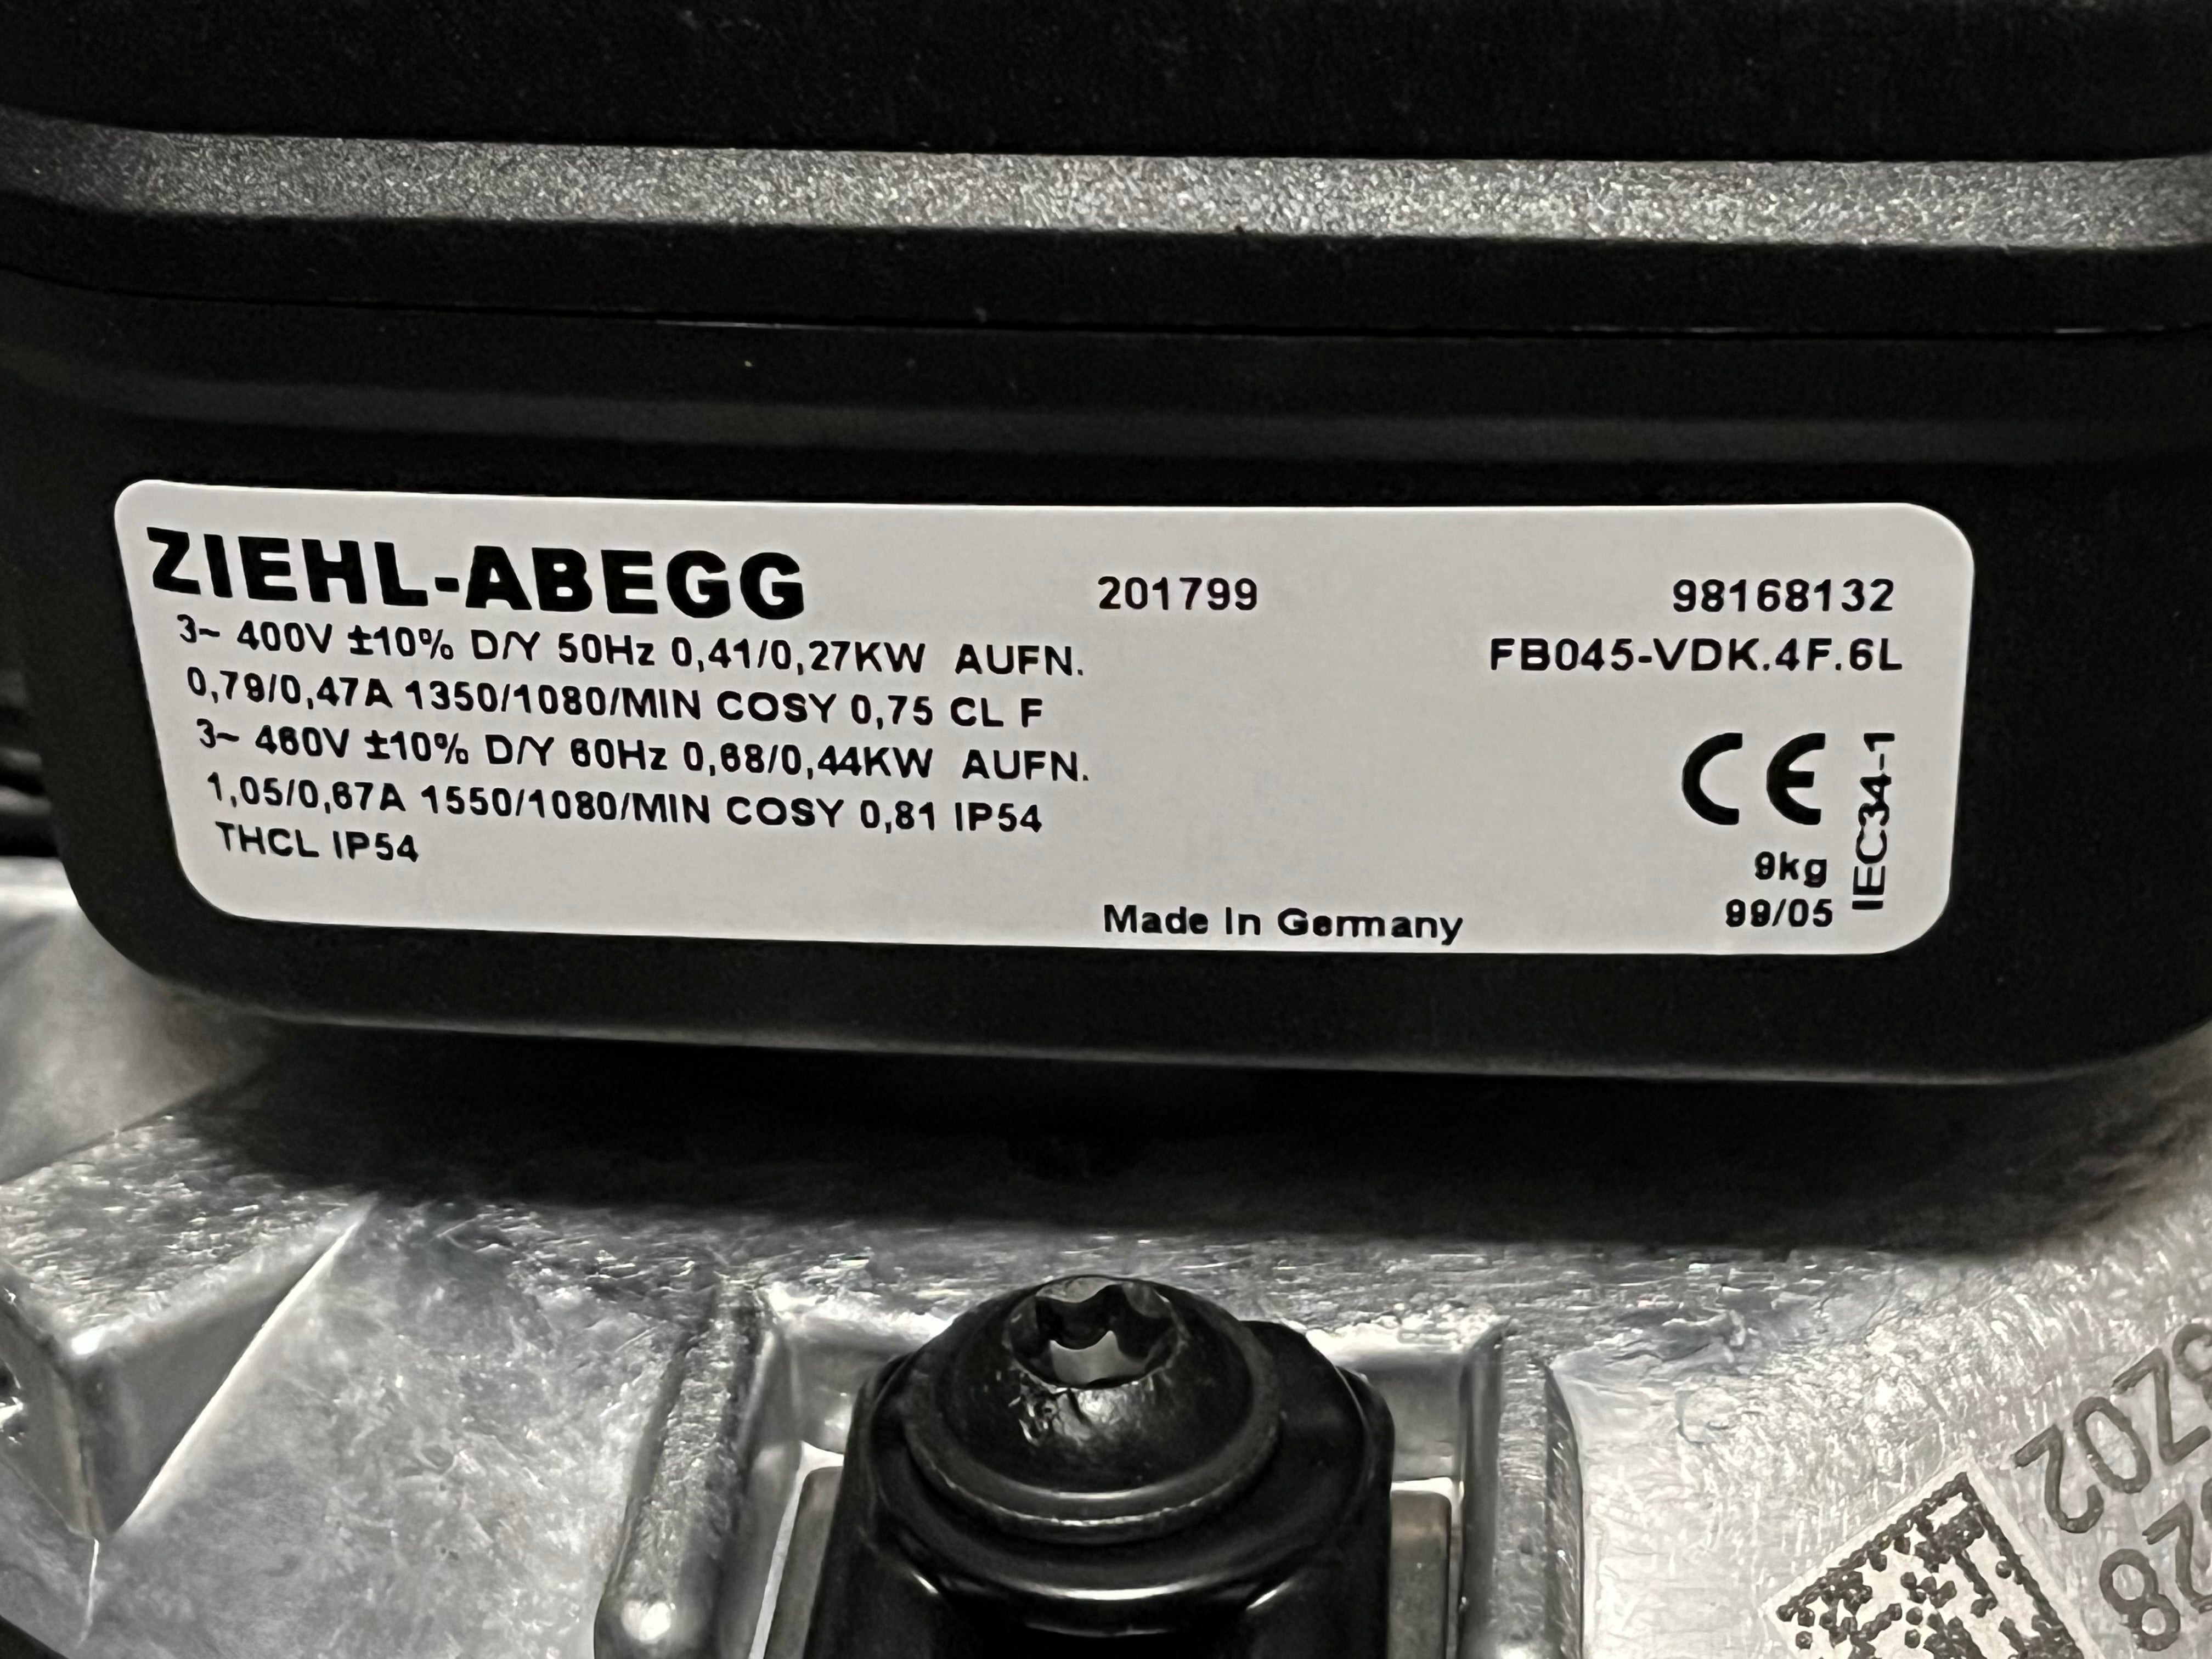 ZIEHL-ABEGG 201799 98168132
3~ 400V ±10% D/Y 50Hz 0,41/0,27KW AUFN. FB045-VDK.4F.6L
0,79/0,47A 1350/1080/MIN COSY 0,75 CL F
3~ 460V ±10% D/Y 60Hz 0,68/0,44KW AUFN.
1,05/0,67A 1550/1080/MIN COSY 0,81 IP54
THCL IP54
CE
IEC34-1
9kg
Made In Germany 99/05